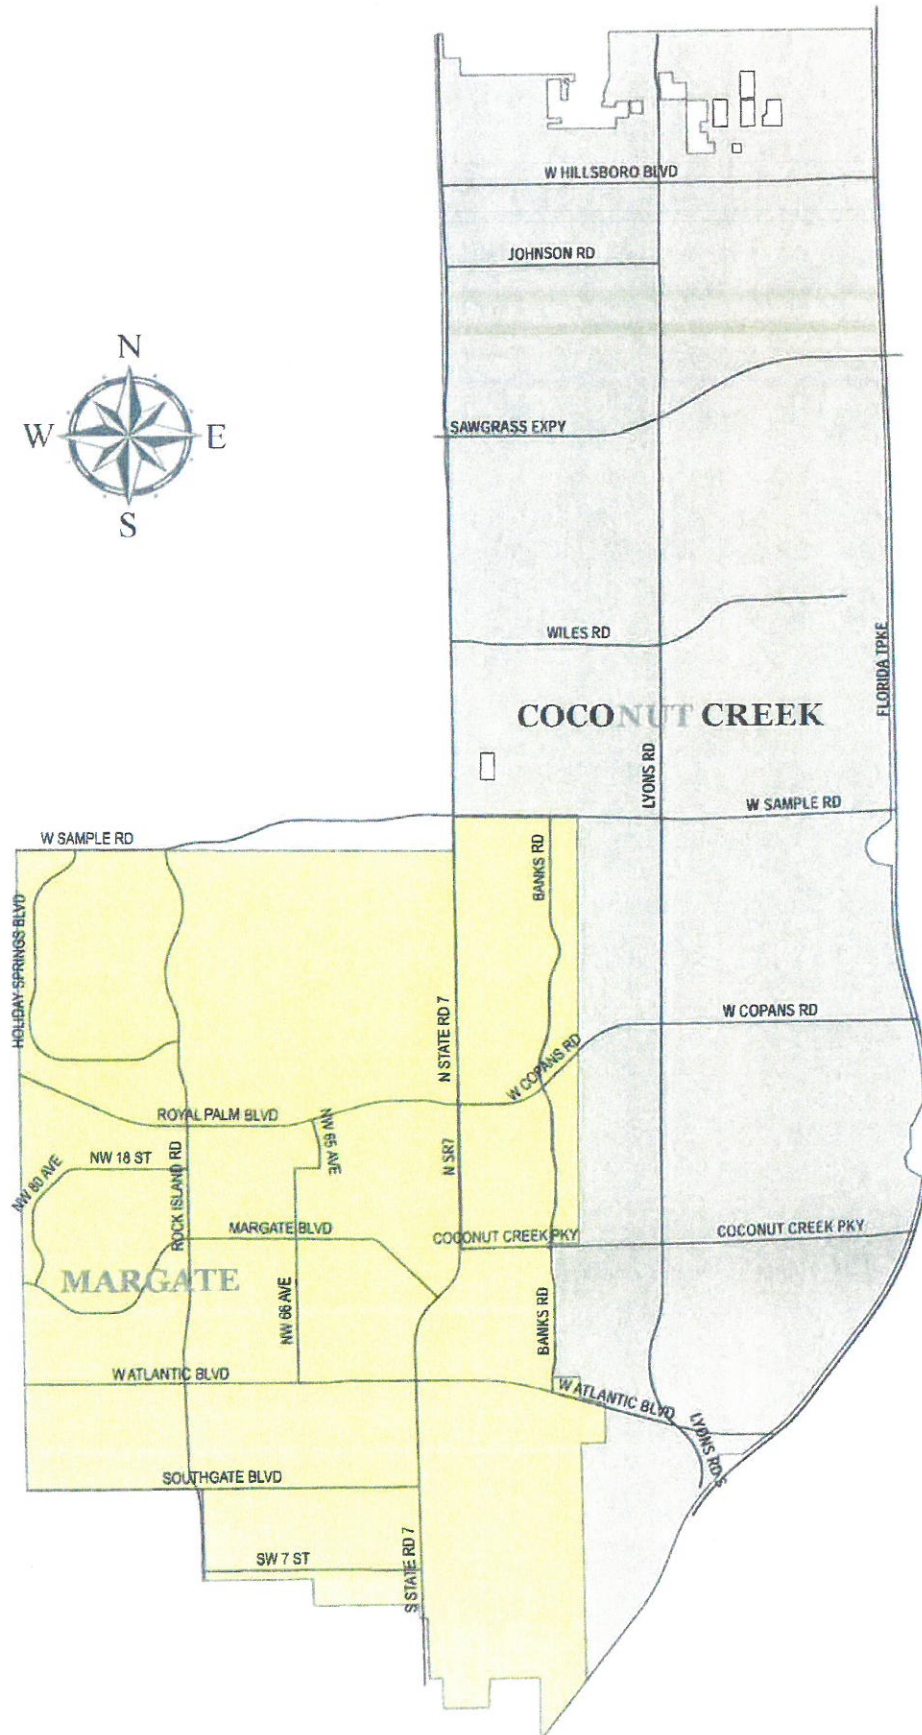 W HILLSBORO BLVD
JOHNSON RD
N
W
E
S
SAWGRASS EXPY
WILES RD
FLORIDA TPKE
COCONUT CREEK
LYONS RD
W SAMPLE RD
W SAMPLE RD
BANKS RD
HOLIDAY SPRINGS BLVD
N STATE RD 7
W COPANS RD
W COPANS RD
ROYAL PALM BLVD
NW 65 AVE
NW 18 ST
NW 80 AVE
ROCK ISLAND RD
N SR7
MARGATE BLVD
COCONUT CREEK PKY
COCONUT CREEK PKY
MARGATE
NW 66 AVE
BANKS RD
W ATLANTIC BLVD
W ATLANTIC BLVD
LYONS RD S
SOUTHGATE BLVD
S STATE RD 7
SW 7 ST